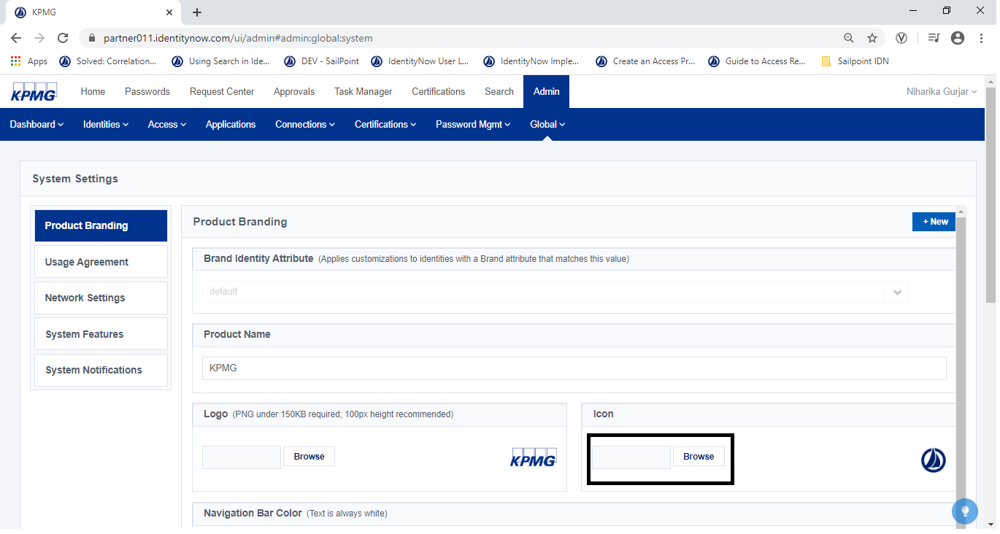 KPMG
partner011.identitynow.com/ui/admin#admin:global:system
Apps Solved: Correlation... Using Search in Ide... DEV - SailPoint IdentityNow User L... IdentityNow Imple... Create an Access Pr... Guide to Access Re... Sailpoint IDN
KPMG Home Passwords Request Center Approvals Task Manager Certifications Search Admin Niharika Gurjar
Dashboard Identities Access Applications Connections Certifications Password Mgmt Global
System Settings
Product Branding
Usage Agreement
Network Settings
System Features
System Notifications
Product Branding + New
Brand Identity Attribute (Applies customizations to identities with a Brand attribute that matches this value)
default
Product Name
KPMG
Logo (PNG under 150KB required; 100px height recommended)
Browse KPMG
Icon
Browse
Navigation Bar Color (Text is always white)